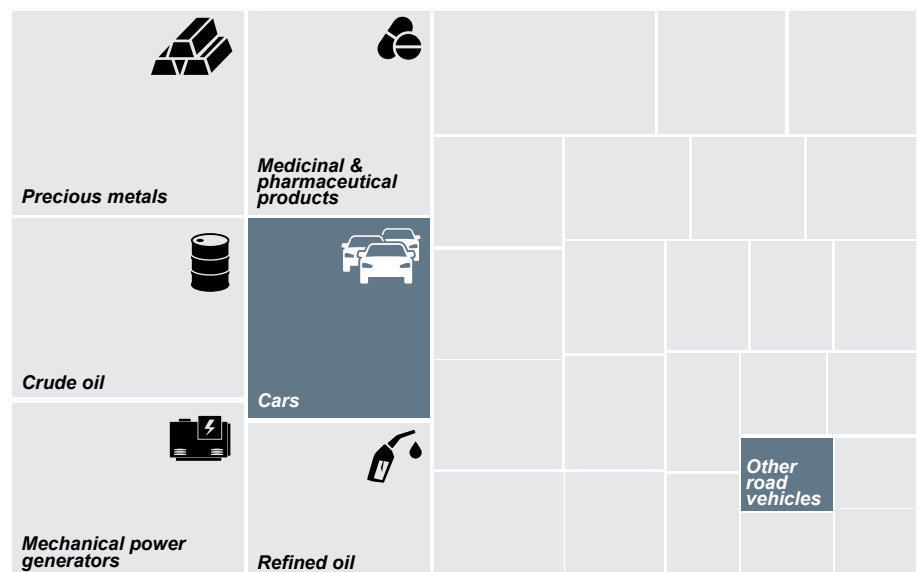 Precious metals
Medicinal &
pharmaceutical
products
Crude oil
Cars
Mechanical power
generators
Refined oil
Other
road
vehicles